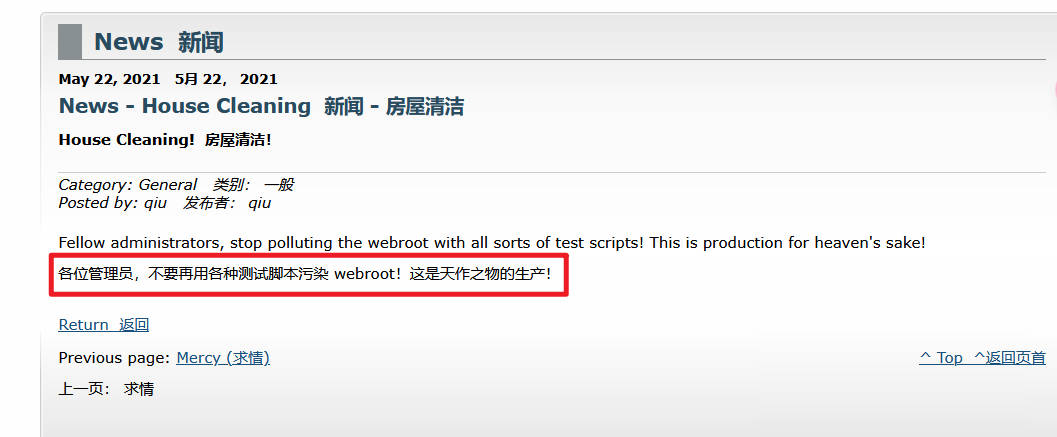 News 新闻
May 22, 2021 5月 22， 2021
News - House Cleaning 新闻 - 房屋清洁
House Cleaning! 房屋清洁！
Category: General 类别： 一般
Posted by: qiu 发布者： qiu
Fellow administrators, stop polluting the webroot with all sorts of test scripts! This is production for heaven's sake!
各位管理员，不要再用各种测试脚本污染 webroot！这是天作之物的生产！
Return 返回
Previous page: Mercy (求情)
^ Top ^返回页首
上一页： 求情